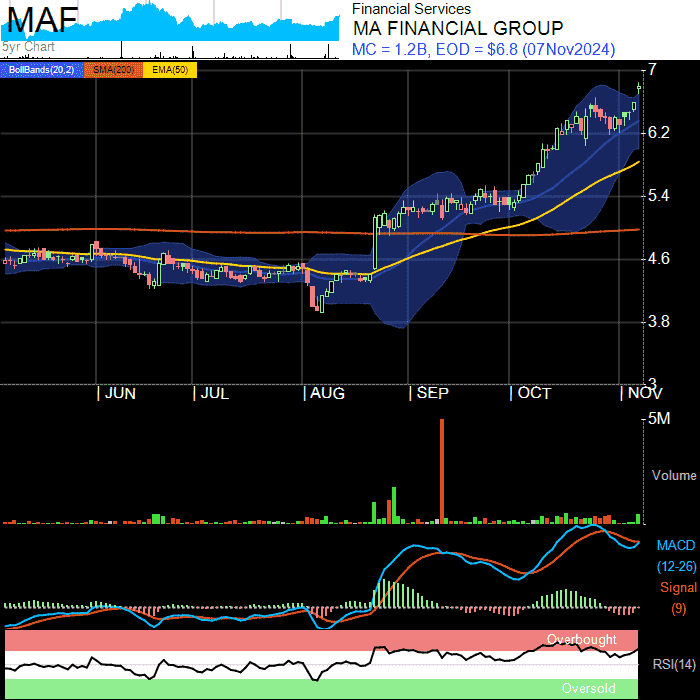 MAF
5yr Chart
Financial Services
MA FINANCIAL GROUP
MC = 1.2B, EOD = $6.8 (07Nov2024)
BollBands(20,2) SMA(200) EMA(50)
7
6.2
5.4
4.6
3.8
3
| JUN | JUL | AUG | SEP | OCT | NOV
5M
Volume
MACD
(12-26)
Signal
(9)
Overbought
RSI(14)
Oversold